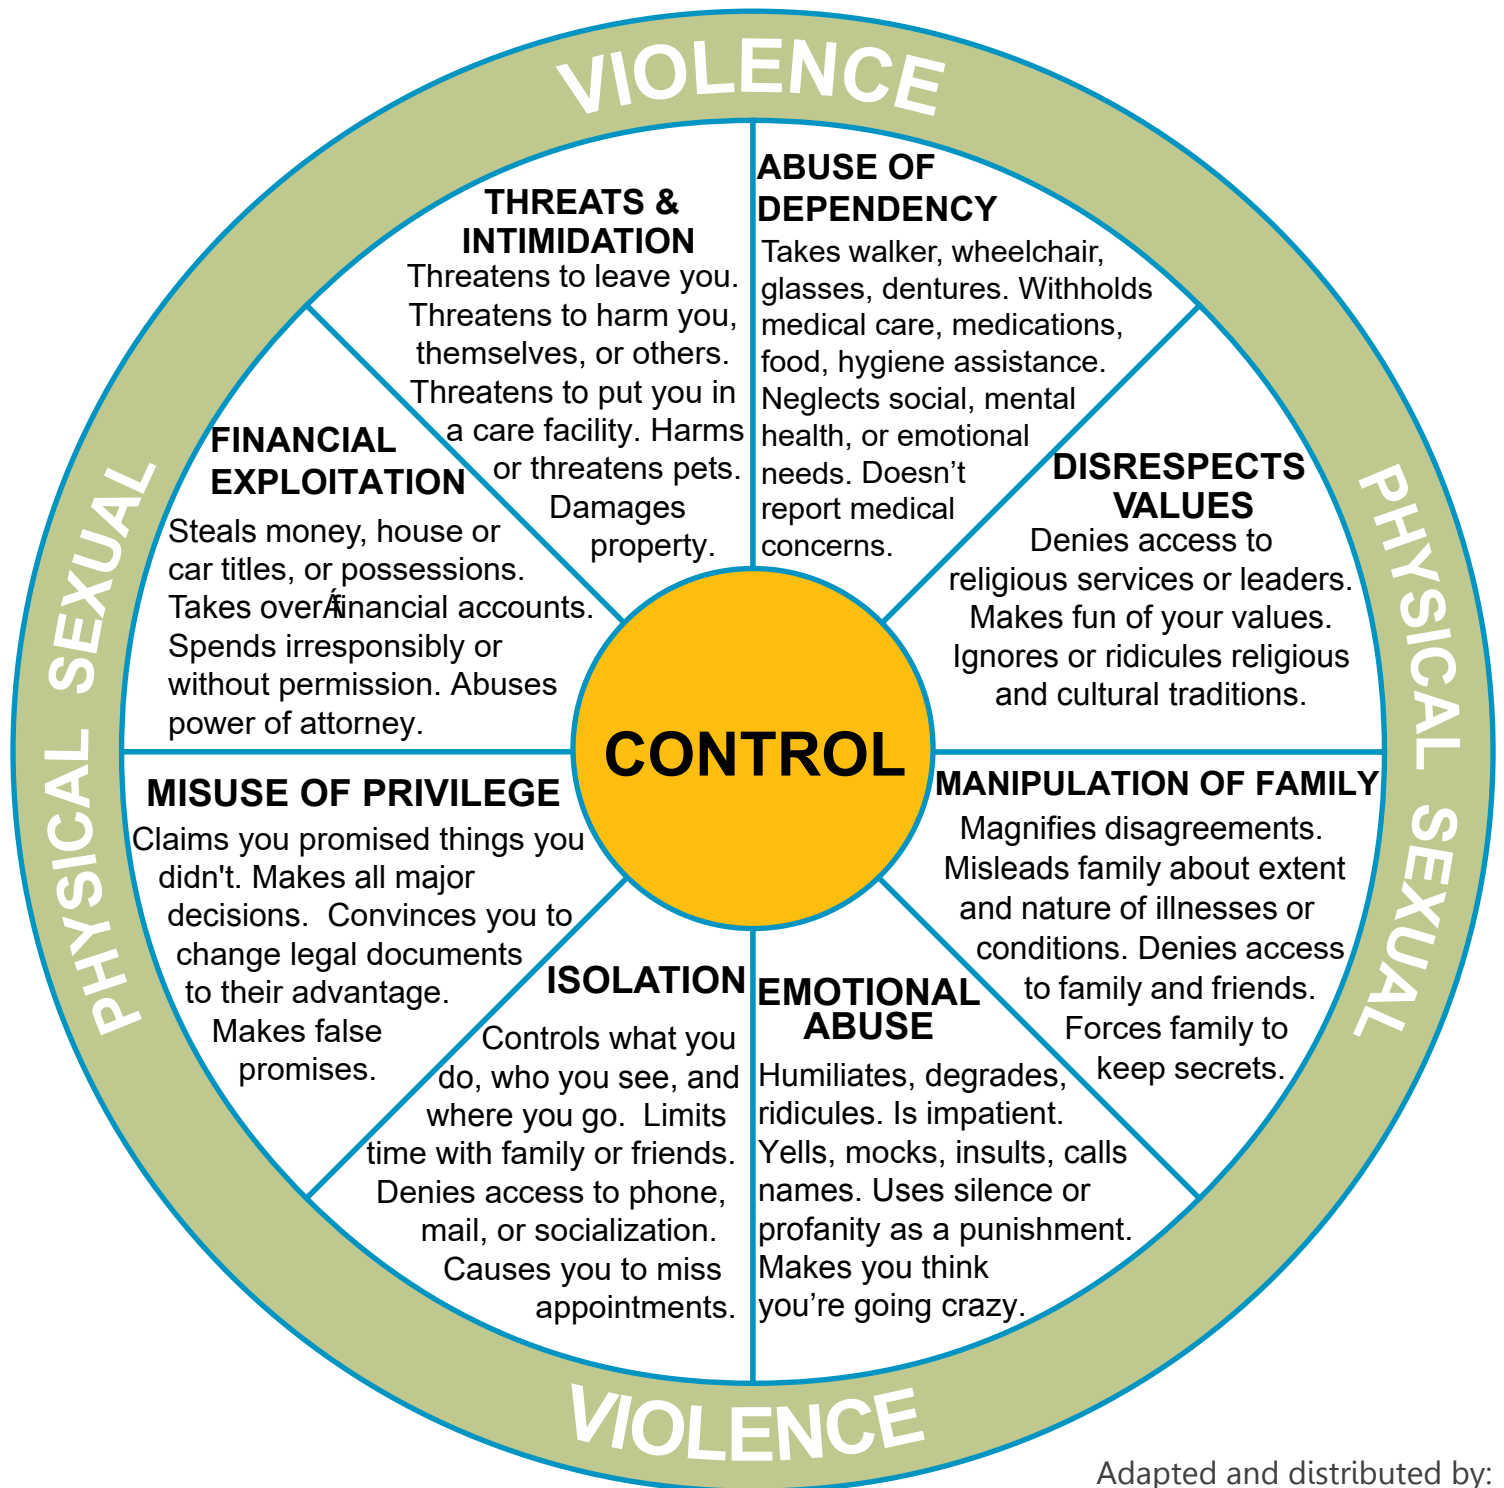 VIOLENCE
THREATS &
INTIMIDATION
Threatens to leave you.
Threatens to harm you,
themselves, or others.
Threatens to put you in
a care facility. Harms
or threatens pets.
Damages
property.
ABUSE OF
DEPENDENCY
Takes walker, wheelchair,
glasses, dentures. Withholds
medical care, medications,
food, hygiene assistance.
Neglects social, mental
health, or emotional
needs. Doesn’t
report medical
concerns.
DISRESPECTS
VALUES
Denies access to
religious services or leaders.
Makes fun of your values.
Ignores or ridicules religious
and cultural traditions.
PHYSICAL SEXUAL
MANIPULATION OF FAMILY
Magnifies disagreements.
Misleads family about extent
and nature of illnesses or
conditions. Denies access
to family and friends.
Forces family to
keep secrets.
EMOTIONAL
ABUSE
Humiliates, degrades,
ridicules. Is impatient.
Yells, mocks, insults, calls
names. Uses silence or
profanity as a punishment.
Makes you think
you’re going crazy.
ISOLATION
Controls what you
do, who you see, and
where you go.  Limits
time with family or friends.
Denies access to phone,
mail, or socialization.
Causes you to miss
appointments.
MISUSE OF PRIVILEGE
Claims you promised things you
didn't. Makes all major
decisions.  Convinces you to
change legal documents
to their advantage.
Makes false
promises.
FINANCIAL
EXPLOITATION
Steals money, house or
car titles, or possessions.
Takes over financial accounts.
Spends irresponsibly or
without permission. Abuses
power of attorney.
PHYSICAL SEXUAL
CONTROL
VIOLENCE
Adapted and distributed by: